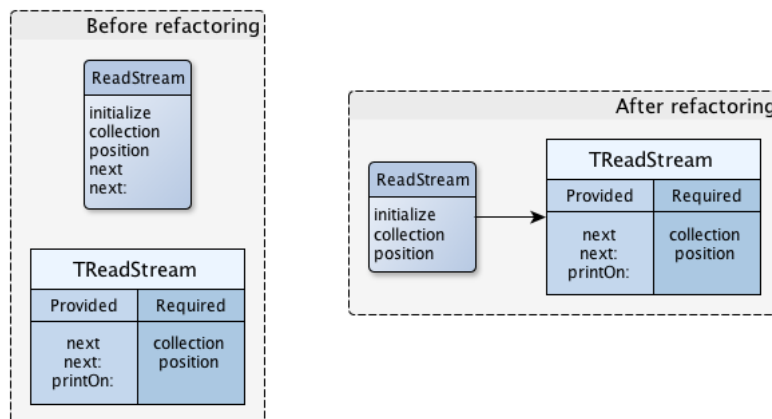 Before refactoring
ReadStream
initialize
collection
position
next
next:
TReadStream
Provided Required
next collection
next: position
printOn:
After refactoring
ReadStream
initialize
collection
position
TReadStream
Provided Required
next collection
next: position
printOn: